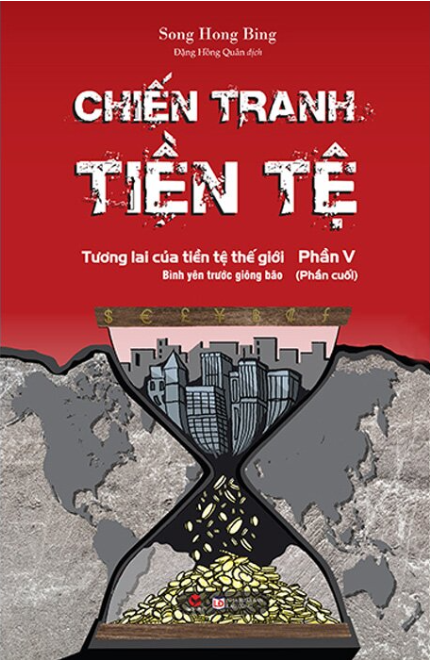 Song Hong Bing
Đặng Hồng Quân dịch
CHIẾN TRANH
TIỀN TỆ
Tương lai của tiền tệ thế giới Phần V
Bình yên trước giông bão (Phần cuối)
$ € £ ¥
LD